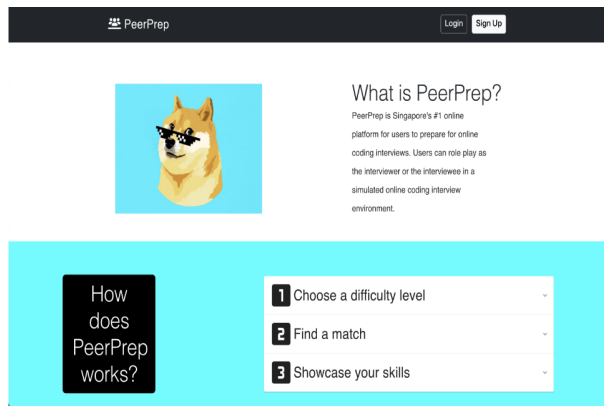 PeerPrep
Login
Sign Up
What is PeerPrep?
PeerPrep is Singapore's #1 online
platform for users to prepare for online
coding interviews. Users can role play as
the interviewer or the interviewee in a
simulated online coding interview
environment.
How
does
PeerPrep
works?
1 Choose a difficulty level
2 Find a match
3 Showcase your skills